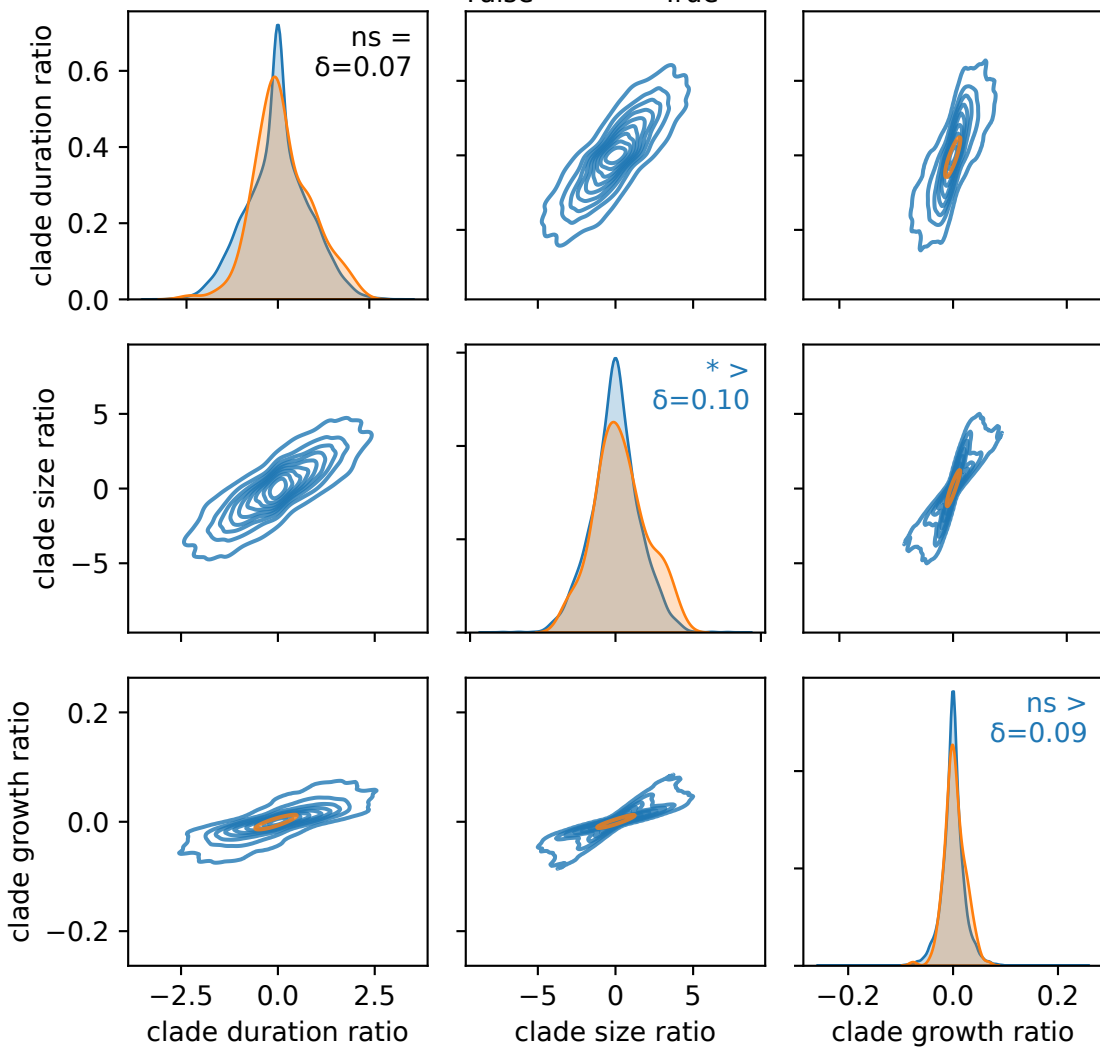 clade duration ratio
0.6
0.4
0.2
0.0
ns =
δ=0.07
clade size ratio
5
0
−5
* >
δ=0.10
clade growth ratio
0.2
0.0
−0.2
ns >
δ=0.09
−2.5 0.0 2.5
−5 0 5
−0.2 0.0 0.2
clade duration ratio
clade size ratio
clade growth ratio